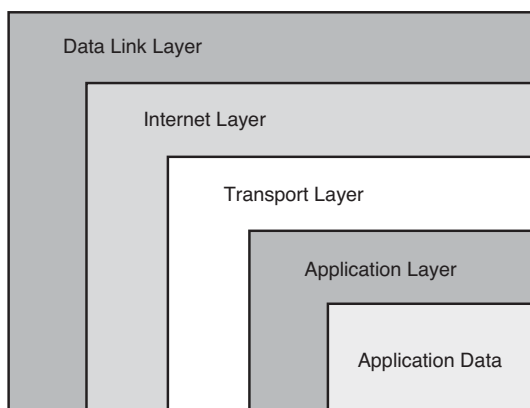 Data Link Layer
Internet Layer
Transport Layer
Application Layer
Application Data